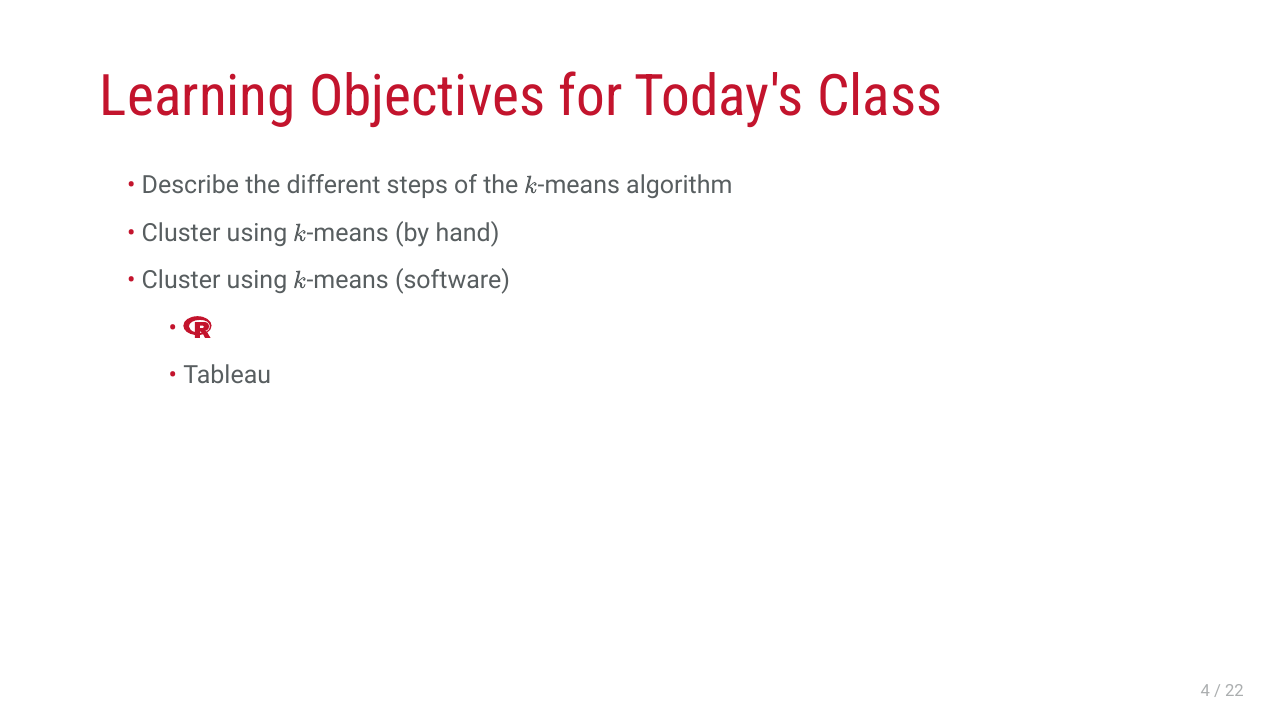 Learning Objectives for Today's Class
• Describe the different steps of the k-means algorithm
• Cluster using k-means (by hand)
• Cluster using k-means (software)
• R
• Tableau
4 / 22